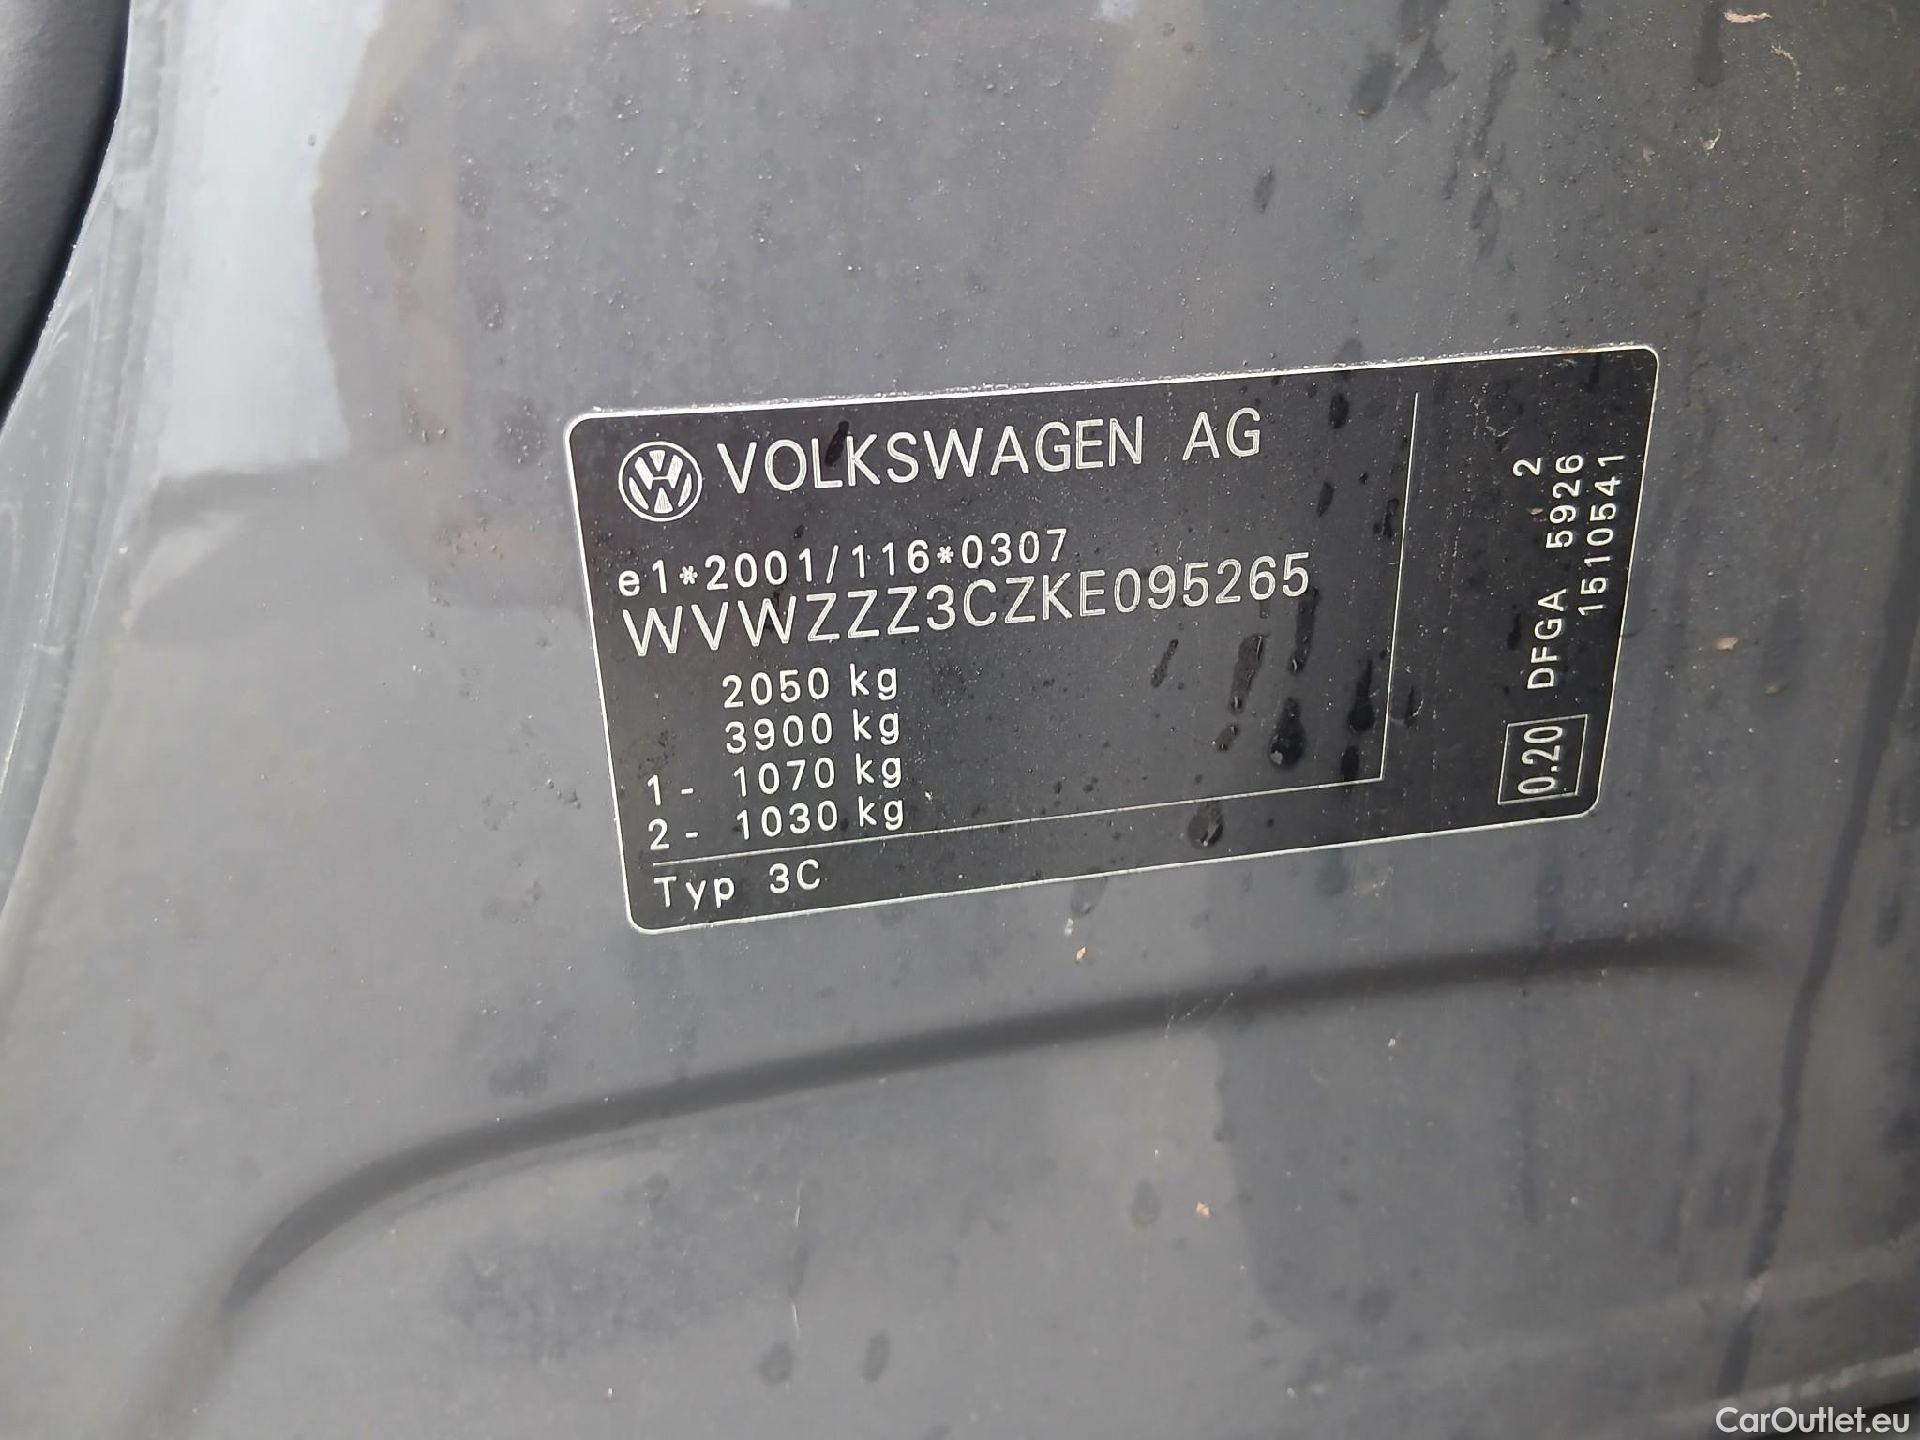 VOLKSWAGEN AG
e1*2001/116*0307
WVWZZZ3CZKE095265
2050 kg
3900 kg
1- 1070 kg
2- 1030 kg
Typ 3C
2
DFGA 5926
15105541
0.20
CarOutlet.eu